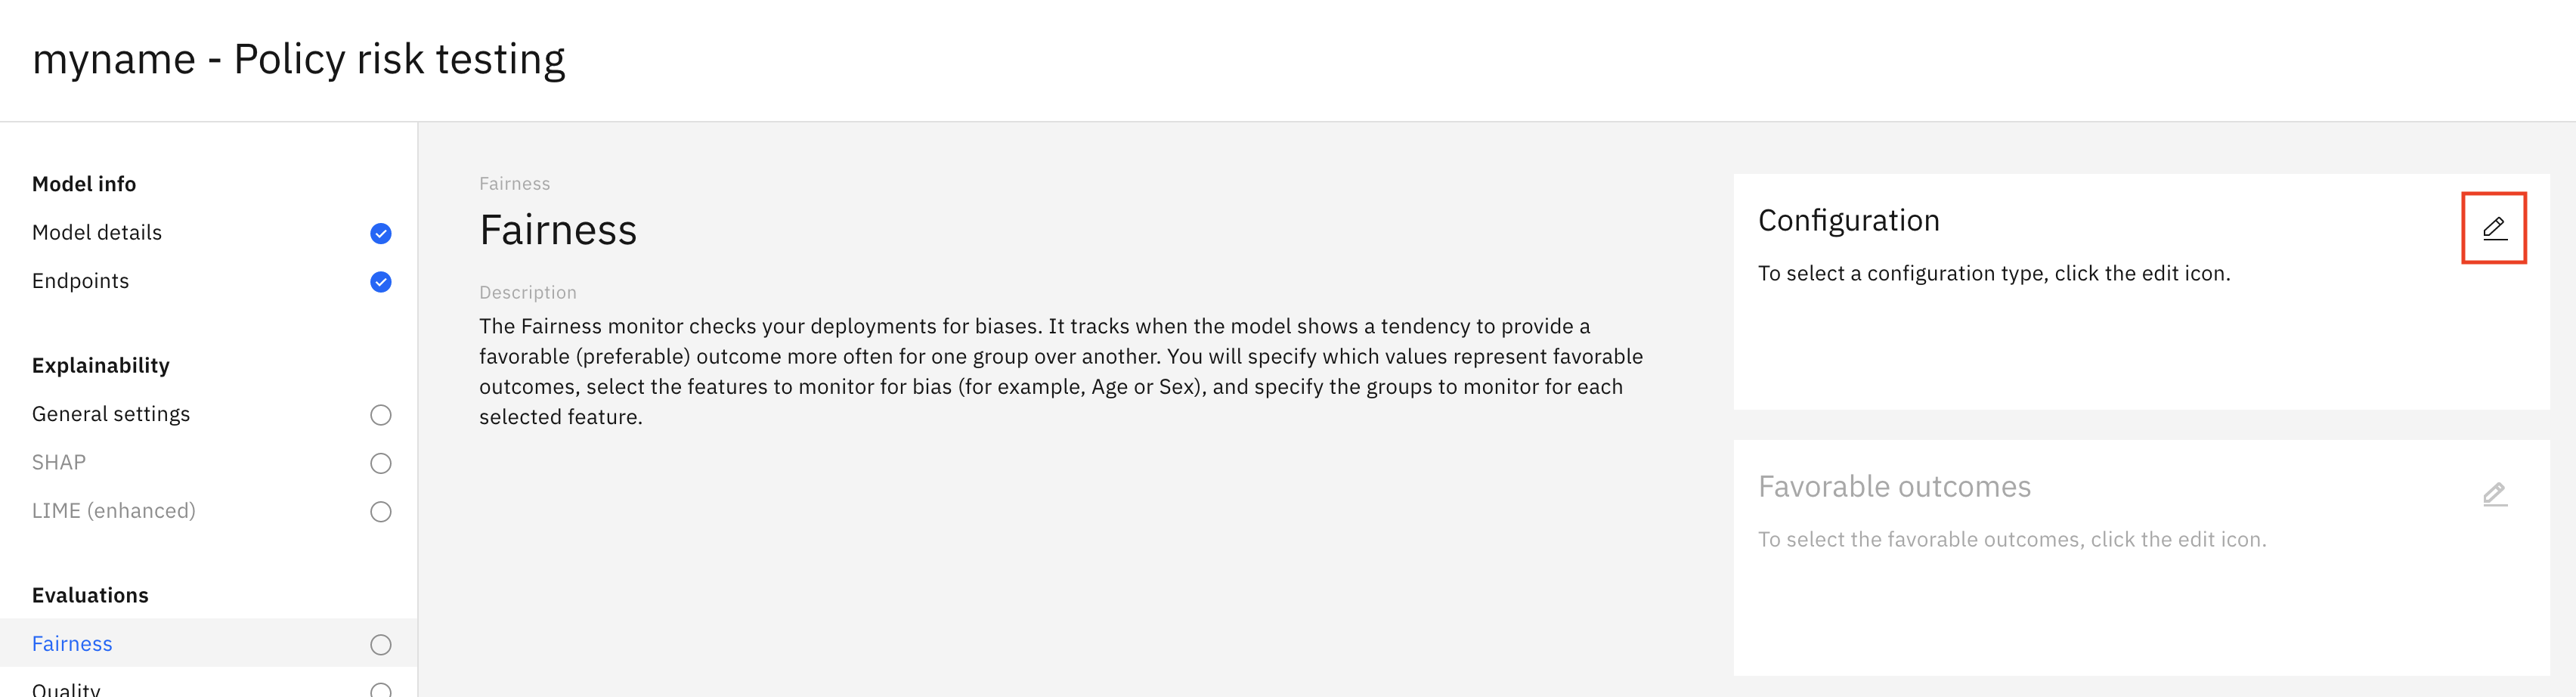 myname - Policy risk testing
Model info
Model details
Endpoints
Explainability
General settings
SHAP
LIME (enhanced)
Evaluations
Fairness
Quality
Fairness
Fairness
Description
The Fairness monitor checks your deployments for biases. It tracks when the model shows a tendency to provide a
favorable (preferable) outcome more often for one group over another. You will specify which values represent favorable
outcomes, select the features to monitor for bias (for example, Age or Sex), and specify the groups to monitor for each
selected feature.
Configuration
To select a configuration type, click the edit icon.
Favorable outcomes
To select the favorable outcomes, click the edit icon.